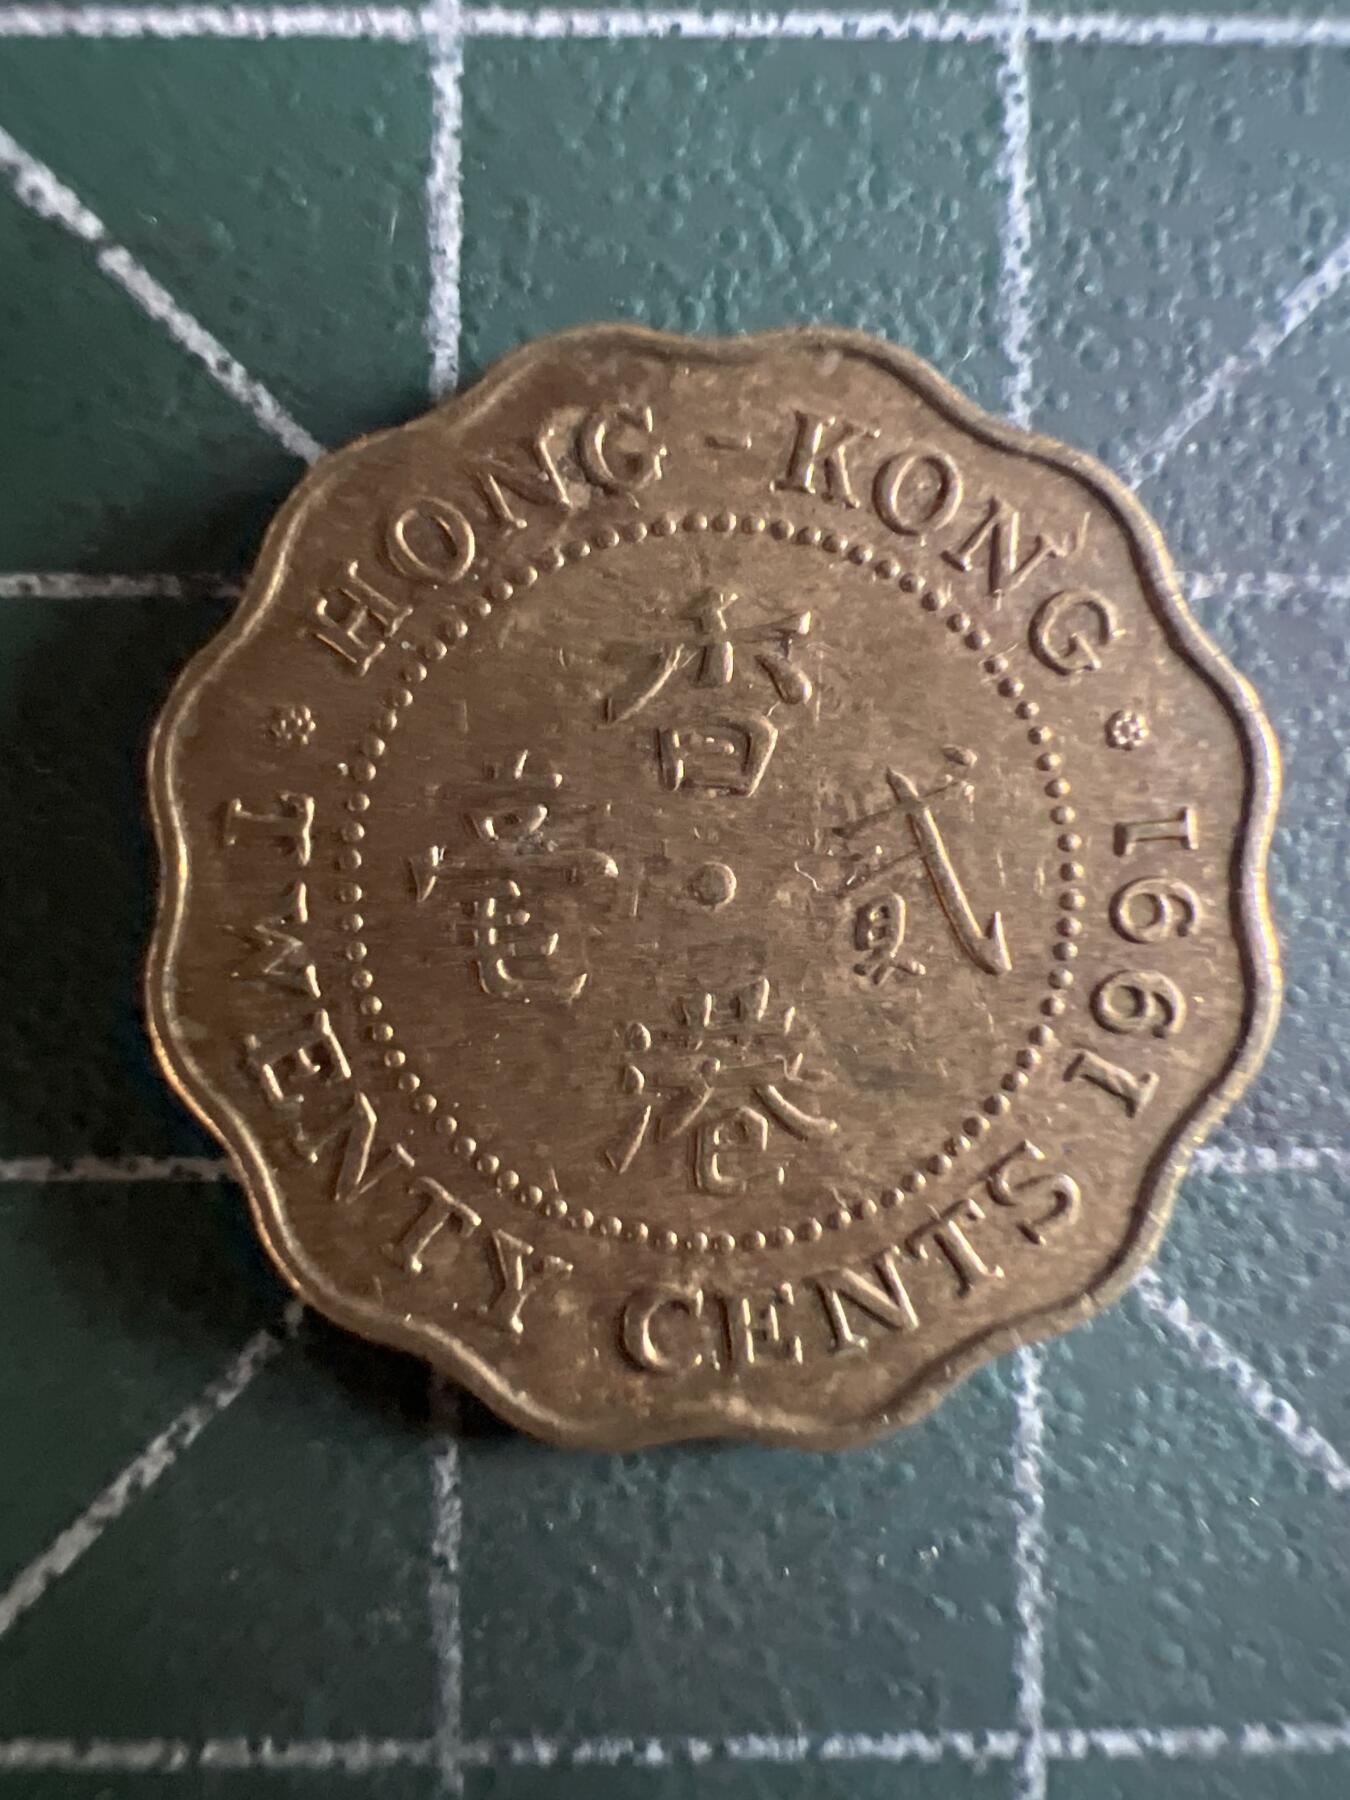 HONG-KONG
香港
貳毫
TWENTY CENTS 1991